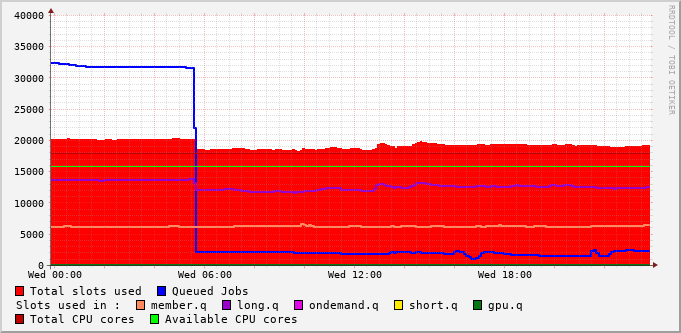 40000
35000
30000
25000
20000
15000
10000
5000
0
Wed 00:00 Wed 06:00 Wed 12:00 Wed 18:00
RRDTOOL / TOBI OETIKER
Total slots used Queued Jobs
Slots used in : member.q long.q ondemand.q short.q gpu.q
Total CPU cores Available CPU cores